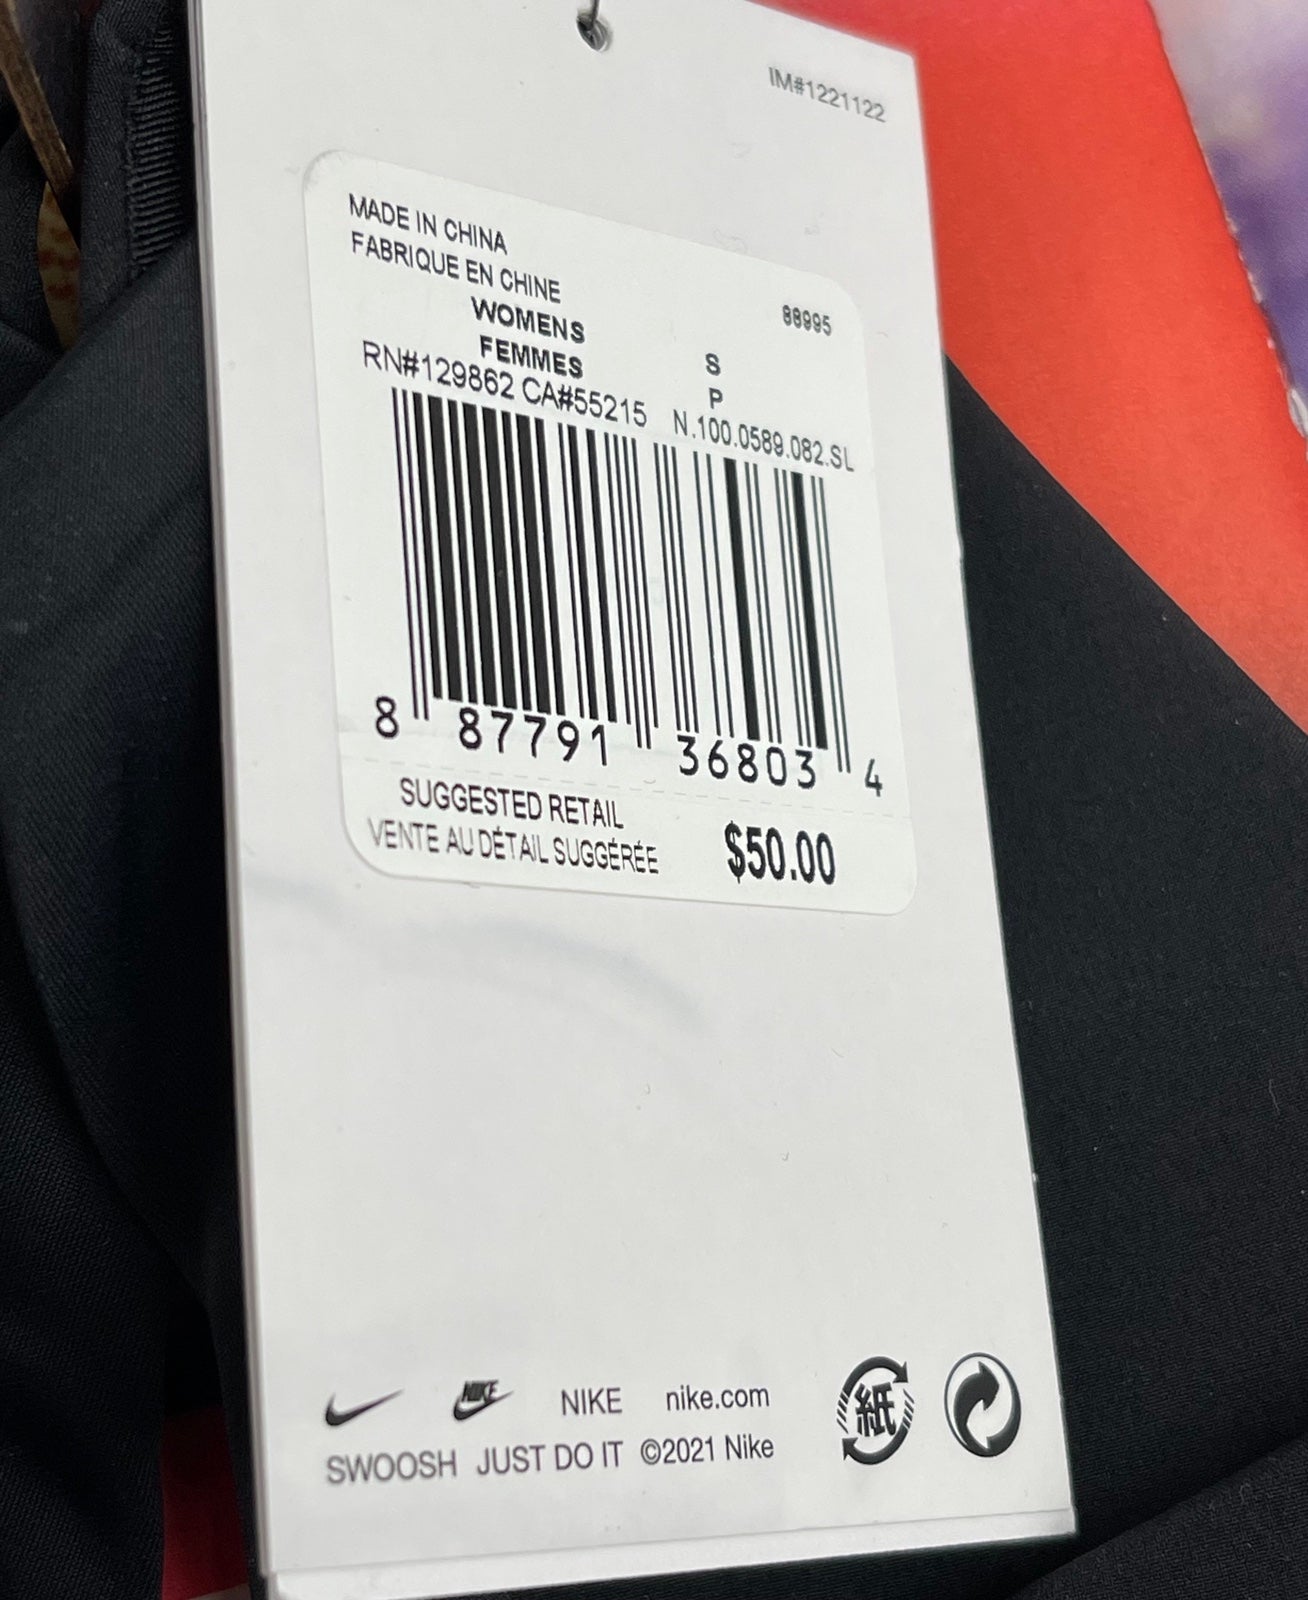 IM#1221122
MADE IN CHINA
FABRIQUE EN CHINE
WOMENS
FEMMES
88995
S
P
RN#129862 CA#55215 N.100.0589.082.SL
8 87791 36803 4
SUGGESTED RETAIL
VENTE AU DÉTAIL SUGGÉRÉE
$50.00
NIKE NIKE nike.com
SWOOSH JUST DO IT ©2021 Nike
紙